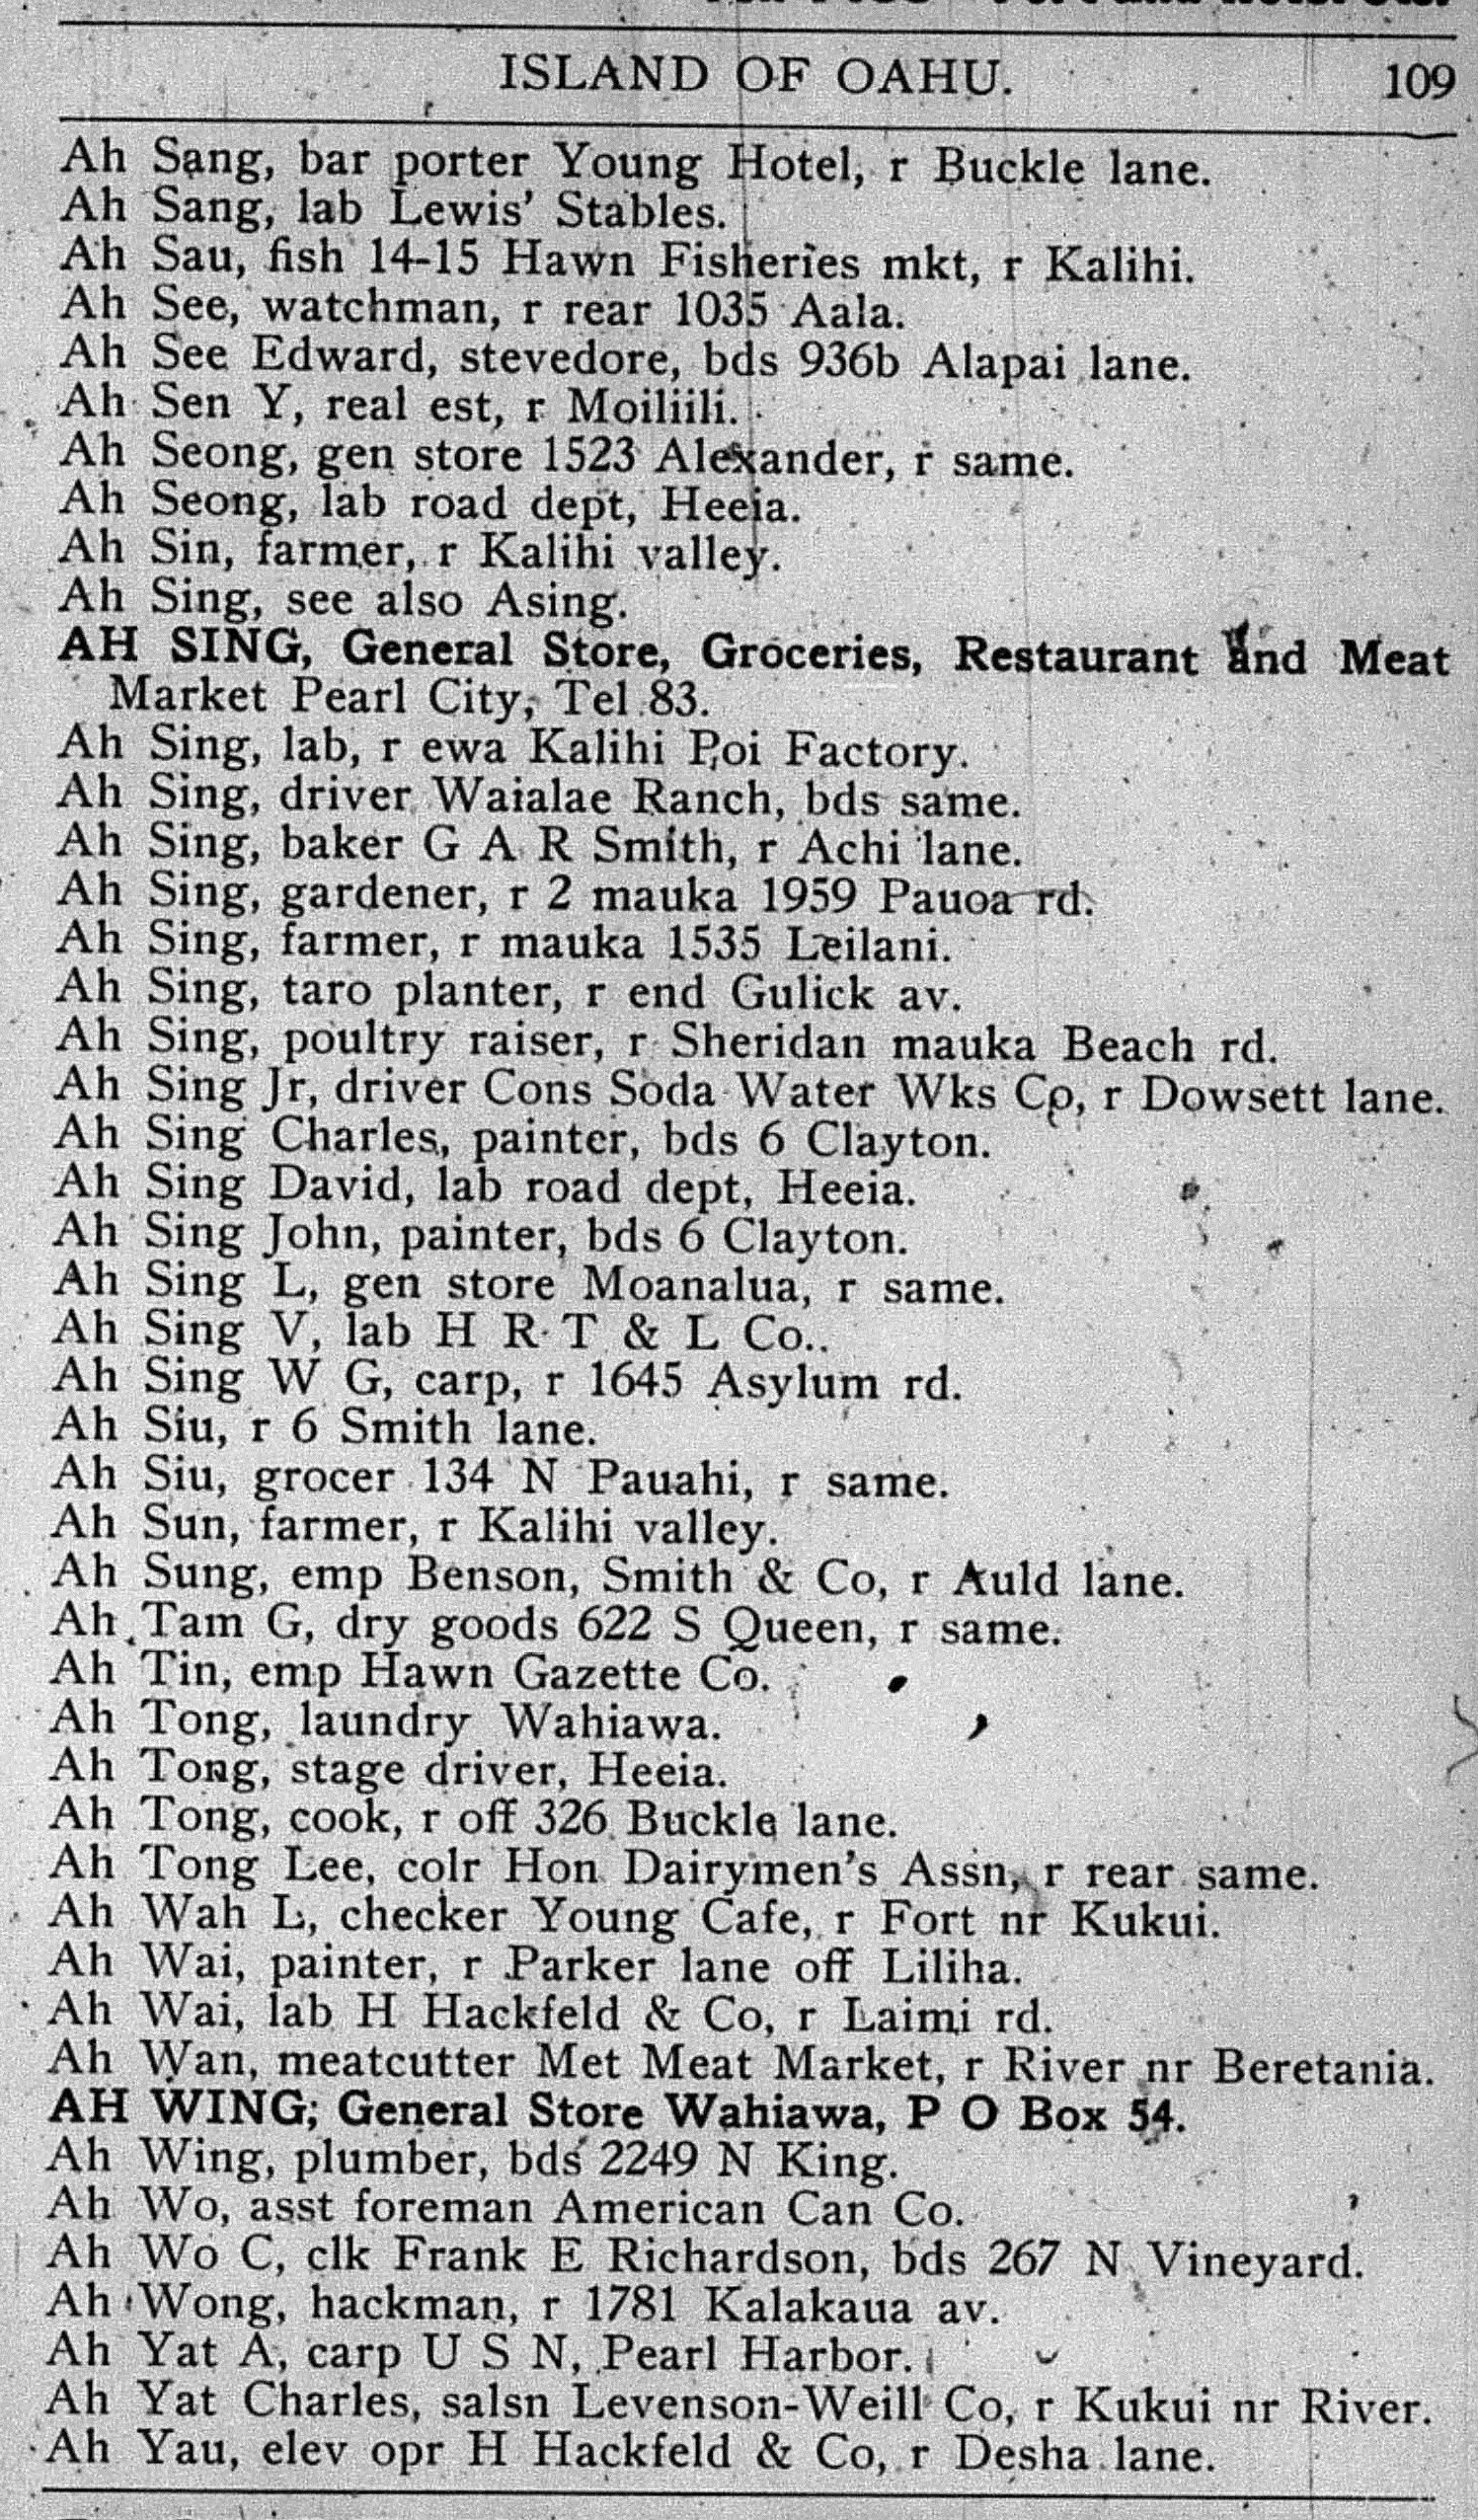 ISLAND OF OAHU. 109
Ah Sang, bar porter Young Hotel, r Buckle lane.
Ah Sang, lab Lewis' Stables.
Ah Sau, fish 14-15 Hawn Fisheries mkt, r Kalihi.
Ah See, watchman, r rear 1035 Aala.
Ah See Edward, stevedore, bds 936b Alapai lane.
Ah Sen Y, real est, r Moiliili.
Ah Seong, gen store 1523 Alexander, r same.
Ah Seong, lab road dept, Heeia.
Ah Sin, farmer, r Kalihi valley.
Ah Sing, see also Asing.
AH SING, General Store, Groceries, Restaurant and Meat
Market Pearl City, Tel 83.
Ah Sing, lab, r ewa Kalihi Poi Factory.
Ah Sing, driver Waialae Ranch, bds same.
Ah Sing, baker G A R Smith, r Achi lane.
Ah Sing, gardener, r 2 mauka 1959 Pauoa rd.
Ah Sing, farmer, r mauka 1535 Leilani.
Ah Sing, taro planter, r end Gulick av.
Ah Sing, poultry raiser, r Sheridan mauka Beach rd.
Ah Sing Jr, driver Cons Soda Water Wks Co, r Dowsett lane.
Ah Sing Charles, painter, bds 6 Clayton.
Ah Sing David, lab road dept, Heeia.
Ah Sing John, painter, bds 6 Clayton.
Ah Sing L, gen store Moanalua, r same.
Ah Sing V, lab H R T & L Co..
Ah Sing W G, carp, r 1645 Asylum rd.
Ah Siu, r 6 Smith lane.
Ah Siu, grocer 134 N Pauahi, r same.
Ah Sun, farmer, r Kalihi valley.
Ah Sung, emp Benson, Smith & Co, r Auld lane.
Ah Tam G, dry goods 622 S Queen, r same.
Ah Tin, emp Hawn Gazette Co.
Ah Tong, laundry Wahiawa.
Ah Tong, stage driver, Heeia.
Ah Tong, cook, r off 326 Buckle lane.
Ah Tong Lee, colr Hon Dairymen's Assn, r rear same.
Ah Wah L, checker Young Cafe, r Fort nr Kukui.
Ah Wai, painter, r Parker lane off Liliha.
Ah Wai, lab H Hackfeld & Co, r Laimi rd.
Ah Wan, meatcutter Met Meat Market, r River nr Beretania.
AH WING, General Store Wahiawa, P O Box 54.
Ah Wing, plumber, bds 2249 N King.
Ah Wo, asst foreman American Can Co.
Ah Wo C, clk Frank E Richardson, bds 267 N Vineyard.
Ah Wong, hackman, r 1781 Kalakaua av.
Ah Yat A, carp U S N, Pearl Harbor.
Ah Yat Charles, salsn Levenson-Weill Co, r Kukui nr River.
Ah Yau, elev opr H Hackfeld & Co, r Desha lane.